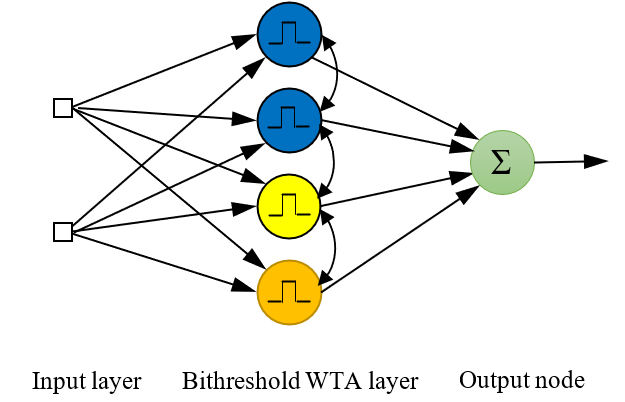 Σ
Input layer
Bithreshold WTA layer
Output node